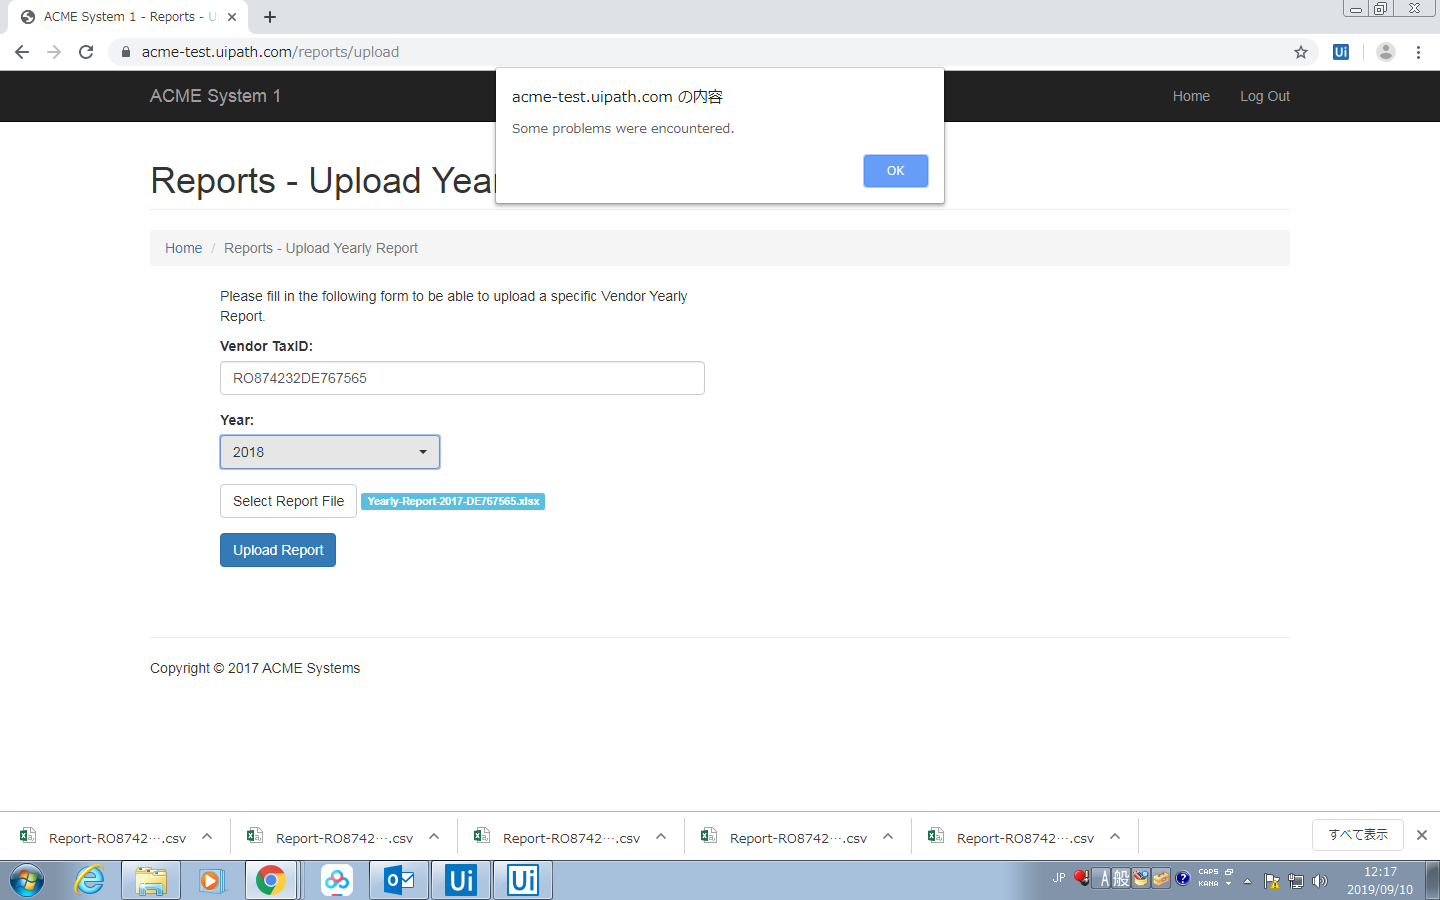 ACME System 1 - Reports - U
acme-test.uipath.com/reports/upload
Ui
ACME System 1
Home
Log Out
acme-test.uipath.com の内容
Some problems were encountered.
OK
Reports - Upload Year
Home / Reports - Upload Yearly Report
Please fill in the following form to be able to upload a specific Vendor Yearly
Report.
Vendor TaxID:
RO874232DE767565
Year:
2018
Select Report File
Yearly-Report-2017-DE767565.xlsx
Upload Report
Copyright © 2017 ACME Systems
Report-RO8742….csv
Report-RO8742….csv
Report-RO8742….csv
Report-RO8742….csv
Report-RO8742….csv
すべて表示
Ui
Ui
JP
A 般
CAPS
KANA
12:17
2019/09/10